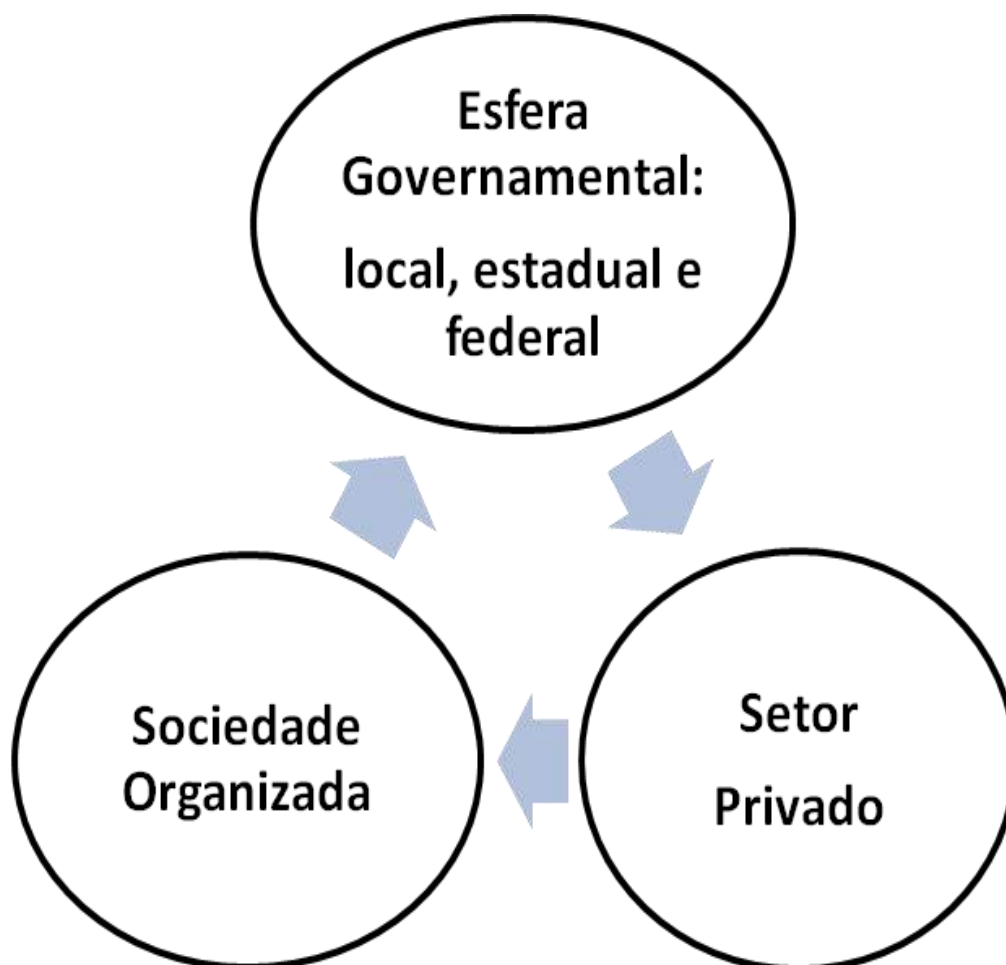 Esfera
Governamental:
local, estadual e
federal
Sociedade
Organizada
Setor
Privado